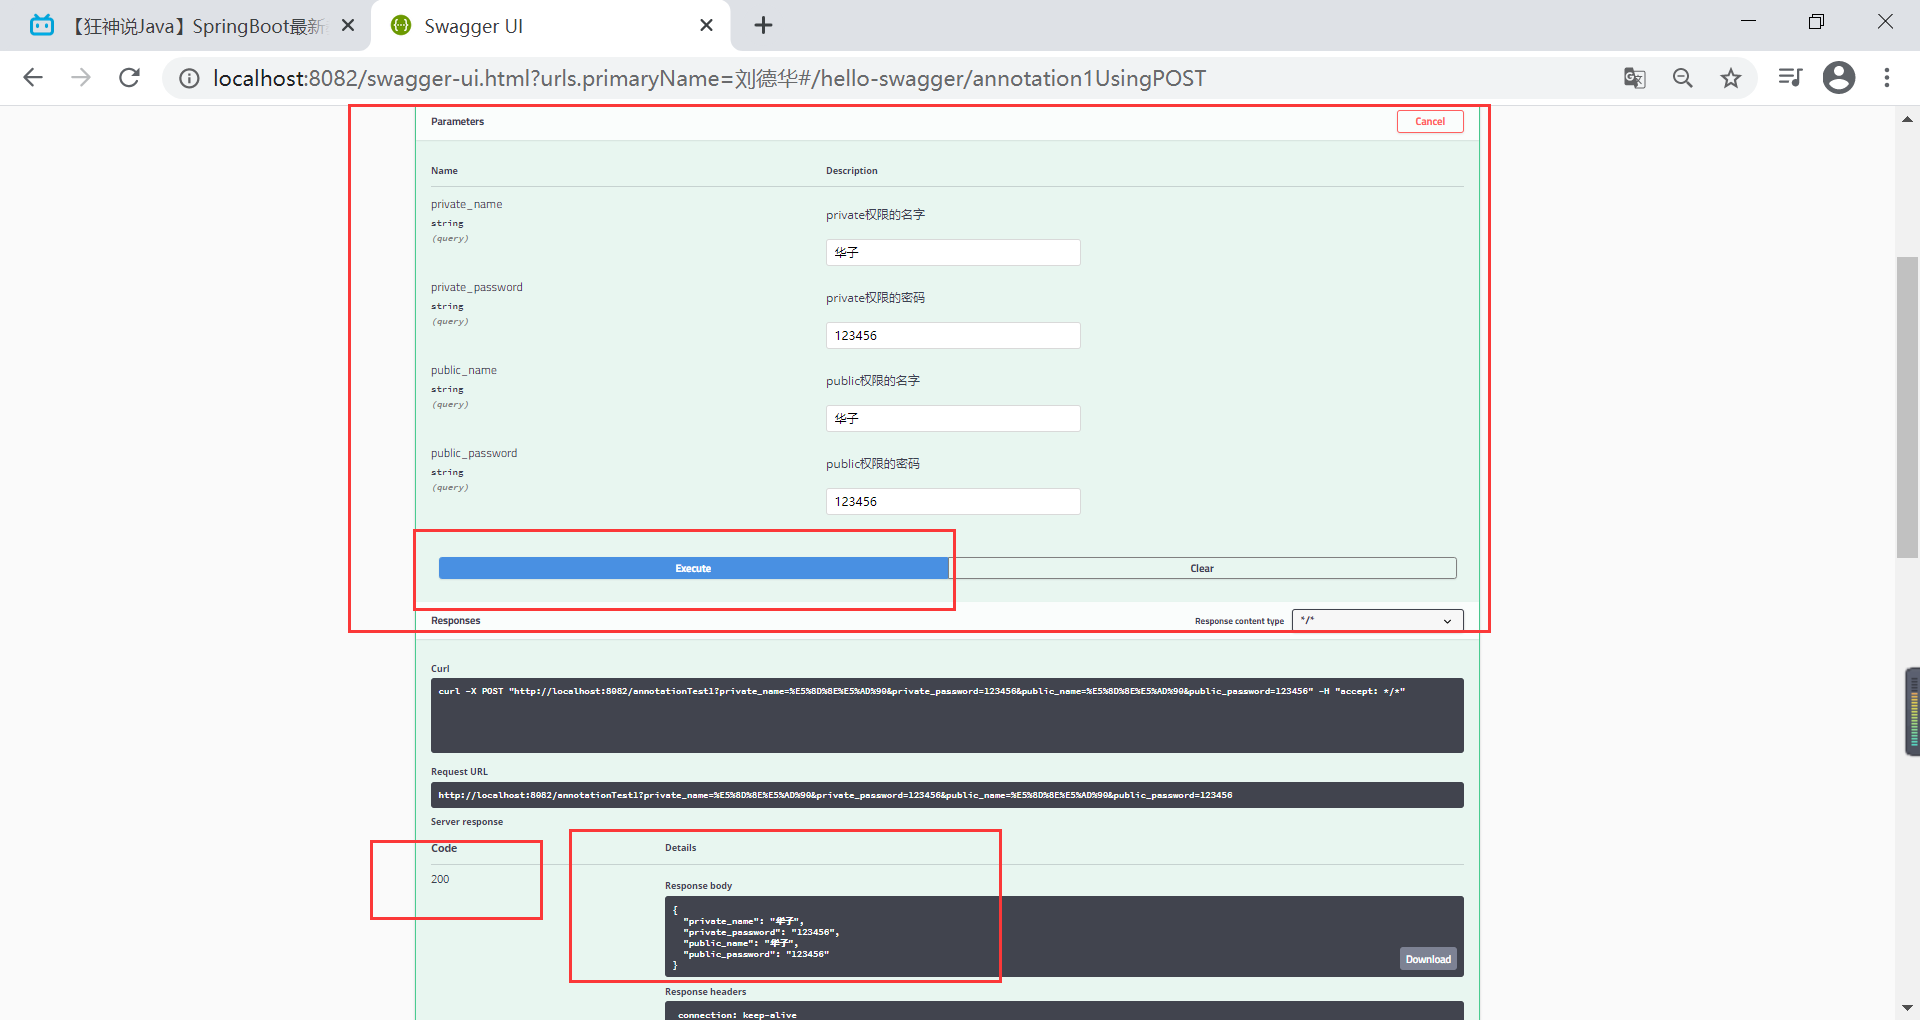 【狂神说Java】SpringBoot最新
Swagger UI
localhost:8082/swagger-ui.html?urls.primaryName=刘德华#/hello-swagger/annotation1UsingPOST
Parameters
Cancel
Name
Description
private_name
string
(query)
private权限的名字
华子
private_password
string
(query)
private权限的密码
123456
public_name
string
(query)
public权限的名字
华子
public_password
string
(query)
public权限的密码
123456
Execute
Clear
Responses
Response content type
*/*
Curl
curl -X POST "http://localhost:8082/annotationTest1?private_name=%E5%8D%8E%E5%AD%90&private_password=123456&public_name=%E5%8D%8E%E5%AD%90&public_password=123456" -H "accept: */*"
Request URL
http://localhost:8082/annotationTest1?private_name=%E5%8D%8E%E5%AD%90&private_password=123456&public_name=%E5%8D%8E%E5%AD%90&public_password=123456
Server response
Code
Details
200
Response body
{
"private_name": "华子",
"private_password": "123456",
"public_name": "华子",
"public_password": "123456"
}
Download
Response headers
connection: keep-alive